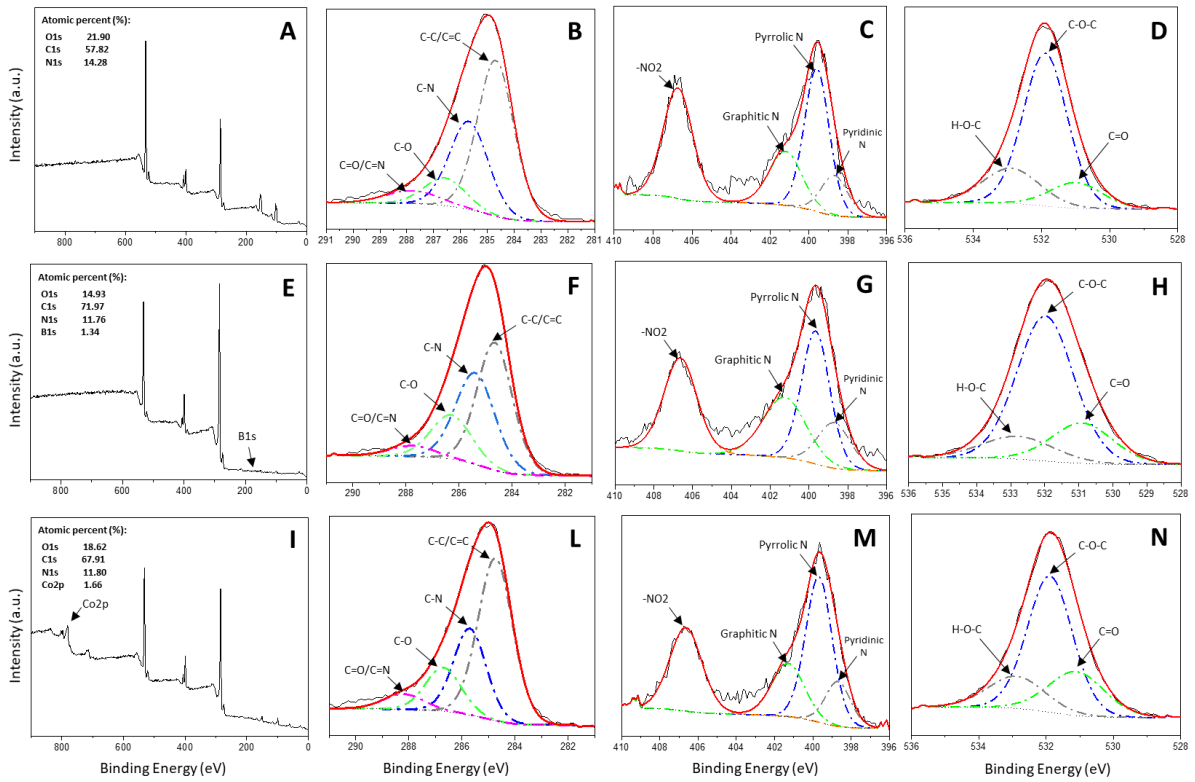 Atomic percent (%):
O1s 21.90
C1s 57.82
N1s 14.28
A
Intensity (a.u.)
800 600 400 200 0
B
C-C/C=C
C-N
C-O
C=O/C=N
291 290 289 288 287 286 285 284 283 282 281
C
Pyrrolic N
-NO2
Graphitic N
Pyridinic
N
410 408 406 404 402 400 398 396
D
C-O-C
H-O-C
C=O
536 534 532 530 528
Atomic percent (%):
O1s 14.93
C1s 71.97
N1s 11.76
B1s 1.34
E
B1s
Intensity (a.u.)
800 600 400 200 0
F
C-C/C=C
C-N
C-O
C=O/C=N
290 288 286 284 282
G
Pyrrolic N
-NO2
Graphitic N
Pyridinic
N
410 408 406 404 402 400 398 396
H
C-O-C
H-O-C
C=O
536 535 534 533 532 531 530 529 528
Atomic percent (%):
O1s 18.62
C1s 67.91
N1s 11.80
Co2p 1.66
I
Co2p
Intensity (a.u.)
800 600 400 200 0
Binding Energy (eV)
L
C-C/C=C
C-N
C-O
C=O/C=N
290 288 286 284 282
Binding Energy (eV)
M
Pyrrolic N
-NO2
Graphitic N
Pyridinic
N
410 408 406 404 402 400 398 396
Binding Energy (eV)
N
C-O-C
H-O-C
C=O
536 535 534 533 532 531 530 529 528
Binding Energy (eV)